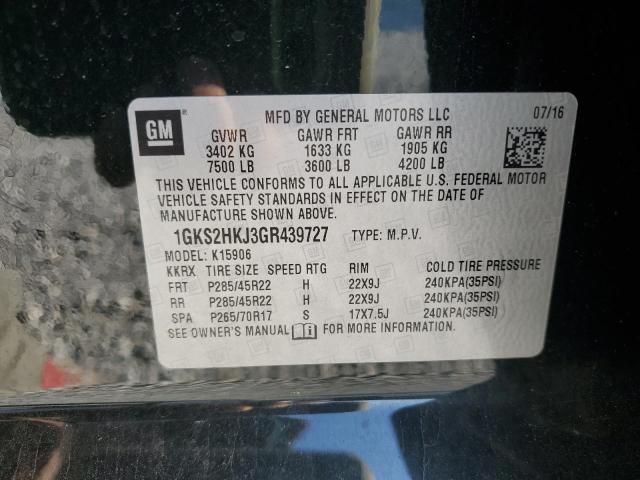 GM
MFD BY GENERAL MOTORS LLC 07/16
GVWR GAWR FRT GAWR RR
3402 KG 1633 KG 1905 KG
7500 LB 3600 LB 4200 LB
THIS VEHICLE CONFORMS TO ALL APPLICABLE U.S. FEDERAL MOTOR
VEHICLE SAFETY STANDARDS IN EFFECT ON THE DATE OF
MANUFACTURE SHOWN ABOVE.
1GKS2HKJ3GR439727 TYPE: M.P.V.
MODEL: K15906
KKRX TIRE SIZE SPEED RTG RIM COLD TIRE PRESSURE
FRT P285/45R22 H 22X9J 240KPA(35PSI)
RR P285/45R22 H 22X9J 240KPA(35PSI)
SPA P265/70R17 S 17X7.5J 240KPA(35PSI)
SEE OWNER'S MANUAL FOR MORE INFORMATION.